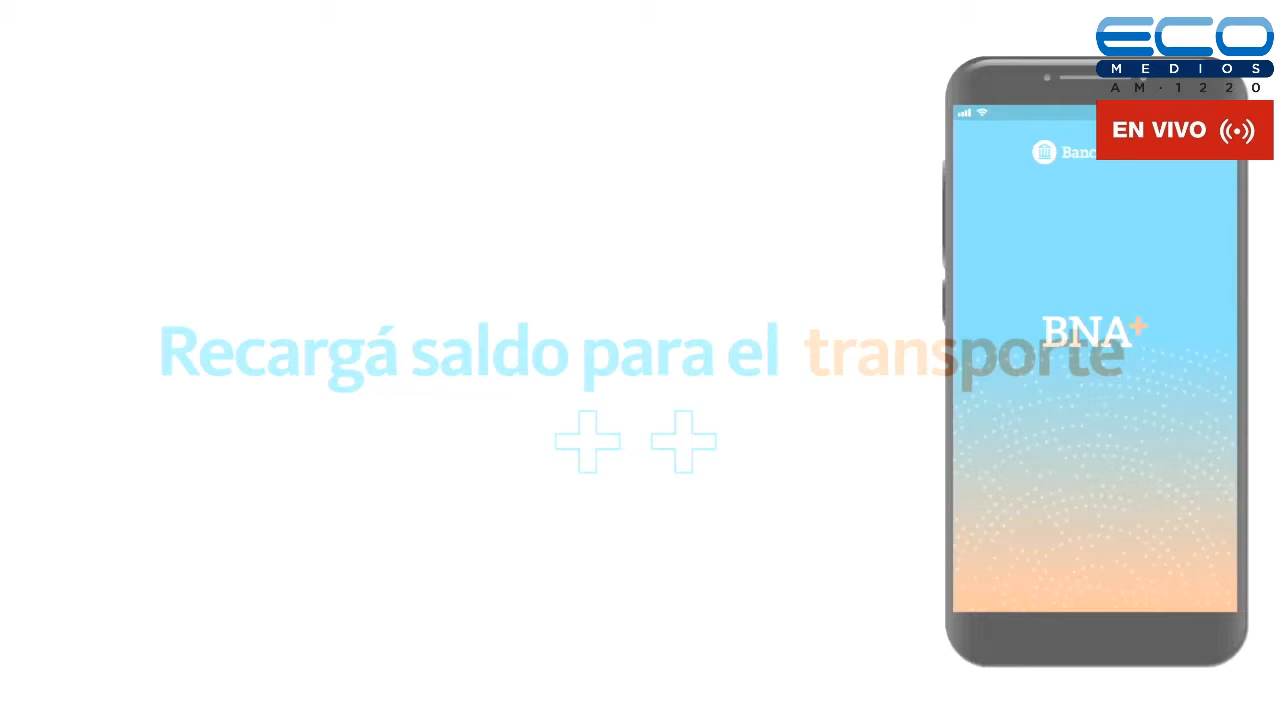 ECO
MEDIOS
AM·1220
EN VIVO
BNA+
Recargá saldo para el transporte